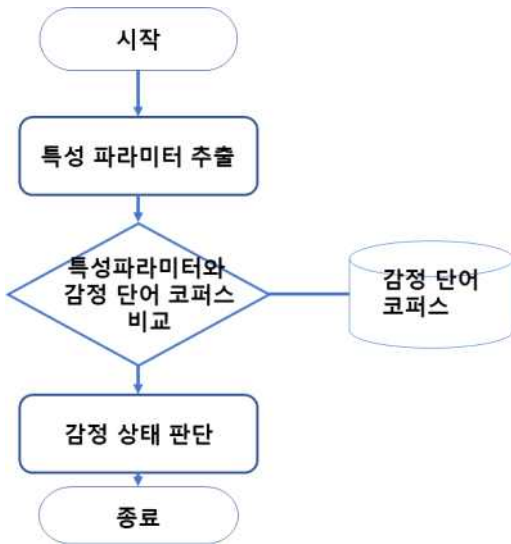 시작
특성 파라미터 추출
특성파라미터와
감정 단어 코퍼스
비교
감정 단어
코퍼스
감정 상태 판단
종료